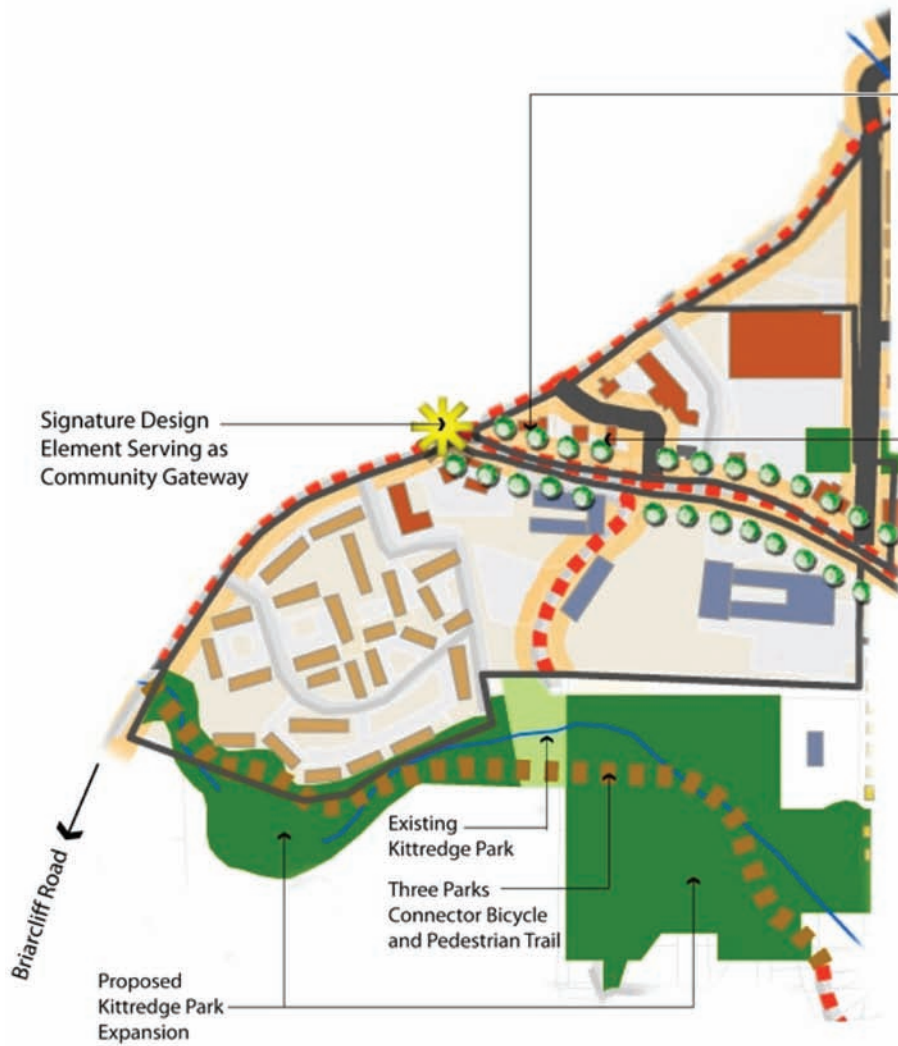 Signature Design
Element Serving as
Community Gateway
Existing
Kittredge Park
Three Parks
Connector Bicycle
and Pedestrian Trail
Briarcliff Road
Proposed
Kittredge Park
Expansion